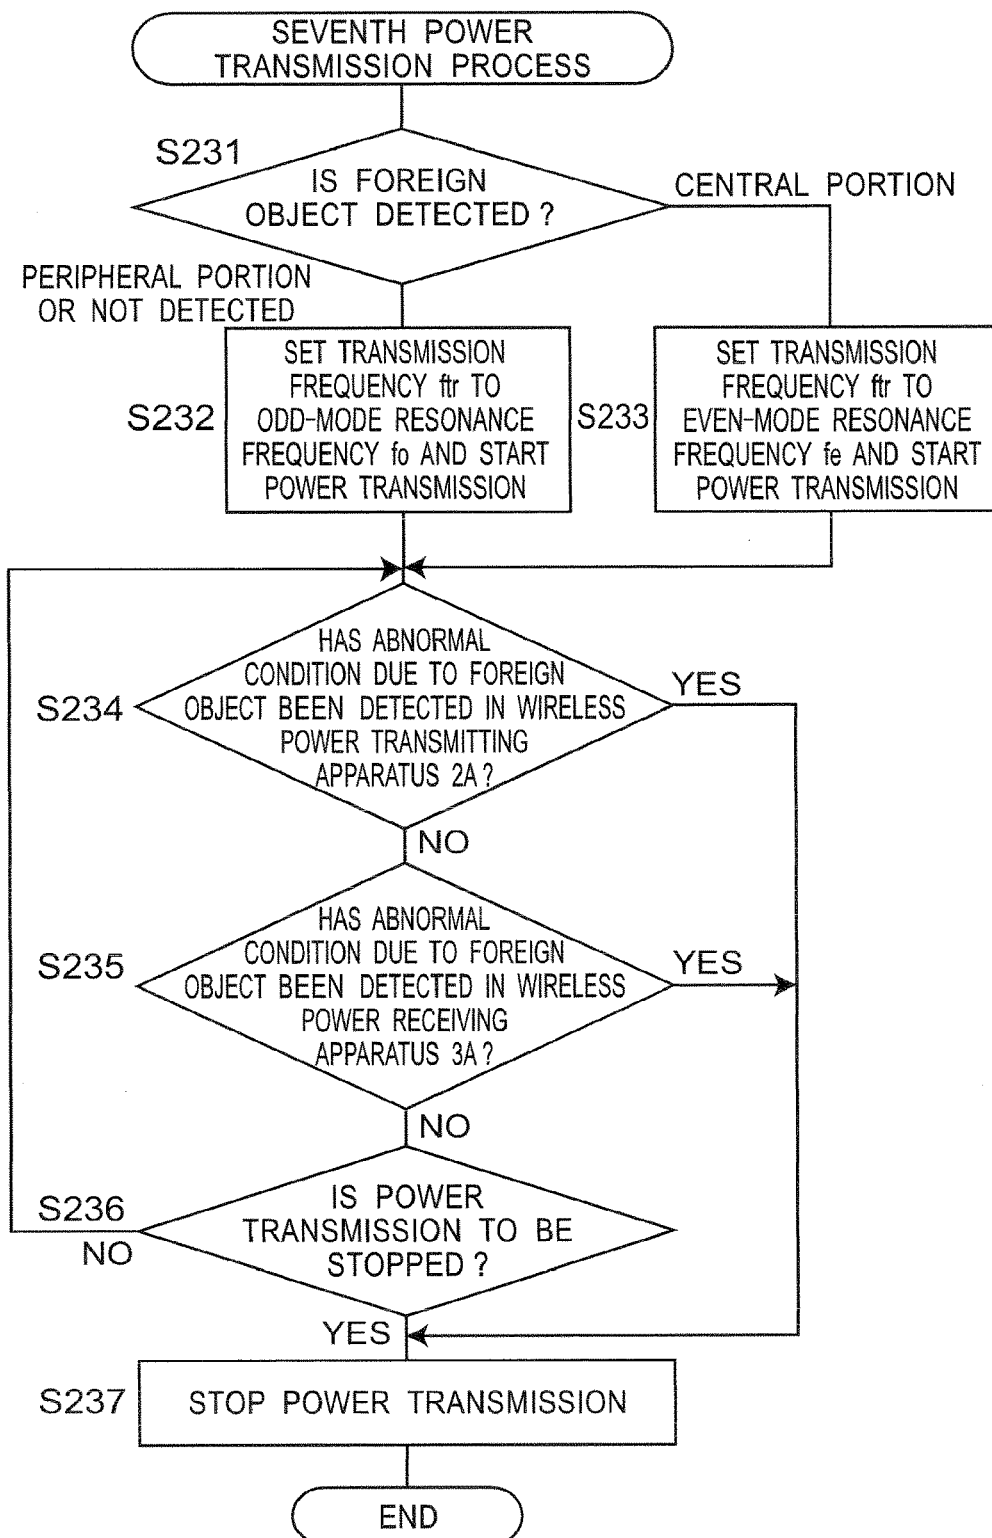 SEVENTH POWER
TRANSMISSION PROCESS
S231
IS FOREIGN
OBJECT DETECTED ?
CENTRAL PORTION
PERIPHERAL PORTION
OR NOT DETECTED
S232
SET TRANSMISSION
FREQUENCY ftr TO
ODD-MODE RESONANCE
FREQUENCY fo AND START
POWER TRANSMISSION
S233
SET TRANSMISSION
FREQUENCY ftr TO
EVEN-MODE RESONANCE
FREQUENCY fe AND START
POWER TRANSMISSION
S234
HAS ABNORMAL
CONDITION DUE TO FOREIGN
OBJECT BEEN DETECTED IN WIRELESS
POWER TRANSMITTING
APPARATUS 2A ?
YES
NO
S235
HAS ABNORMAL
CONDITION DUE TO FOREIGN
OBJECT BEEN DETECTED IN WIRELESS
POWER RECEIVING
APPARATUS 3A ?
YES
NO
S236
IS POWER
TRANSMISSION TO BE
STOPPED ?
NO
YES
S237
STOP POWER TRANSMISSION
END